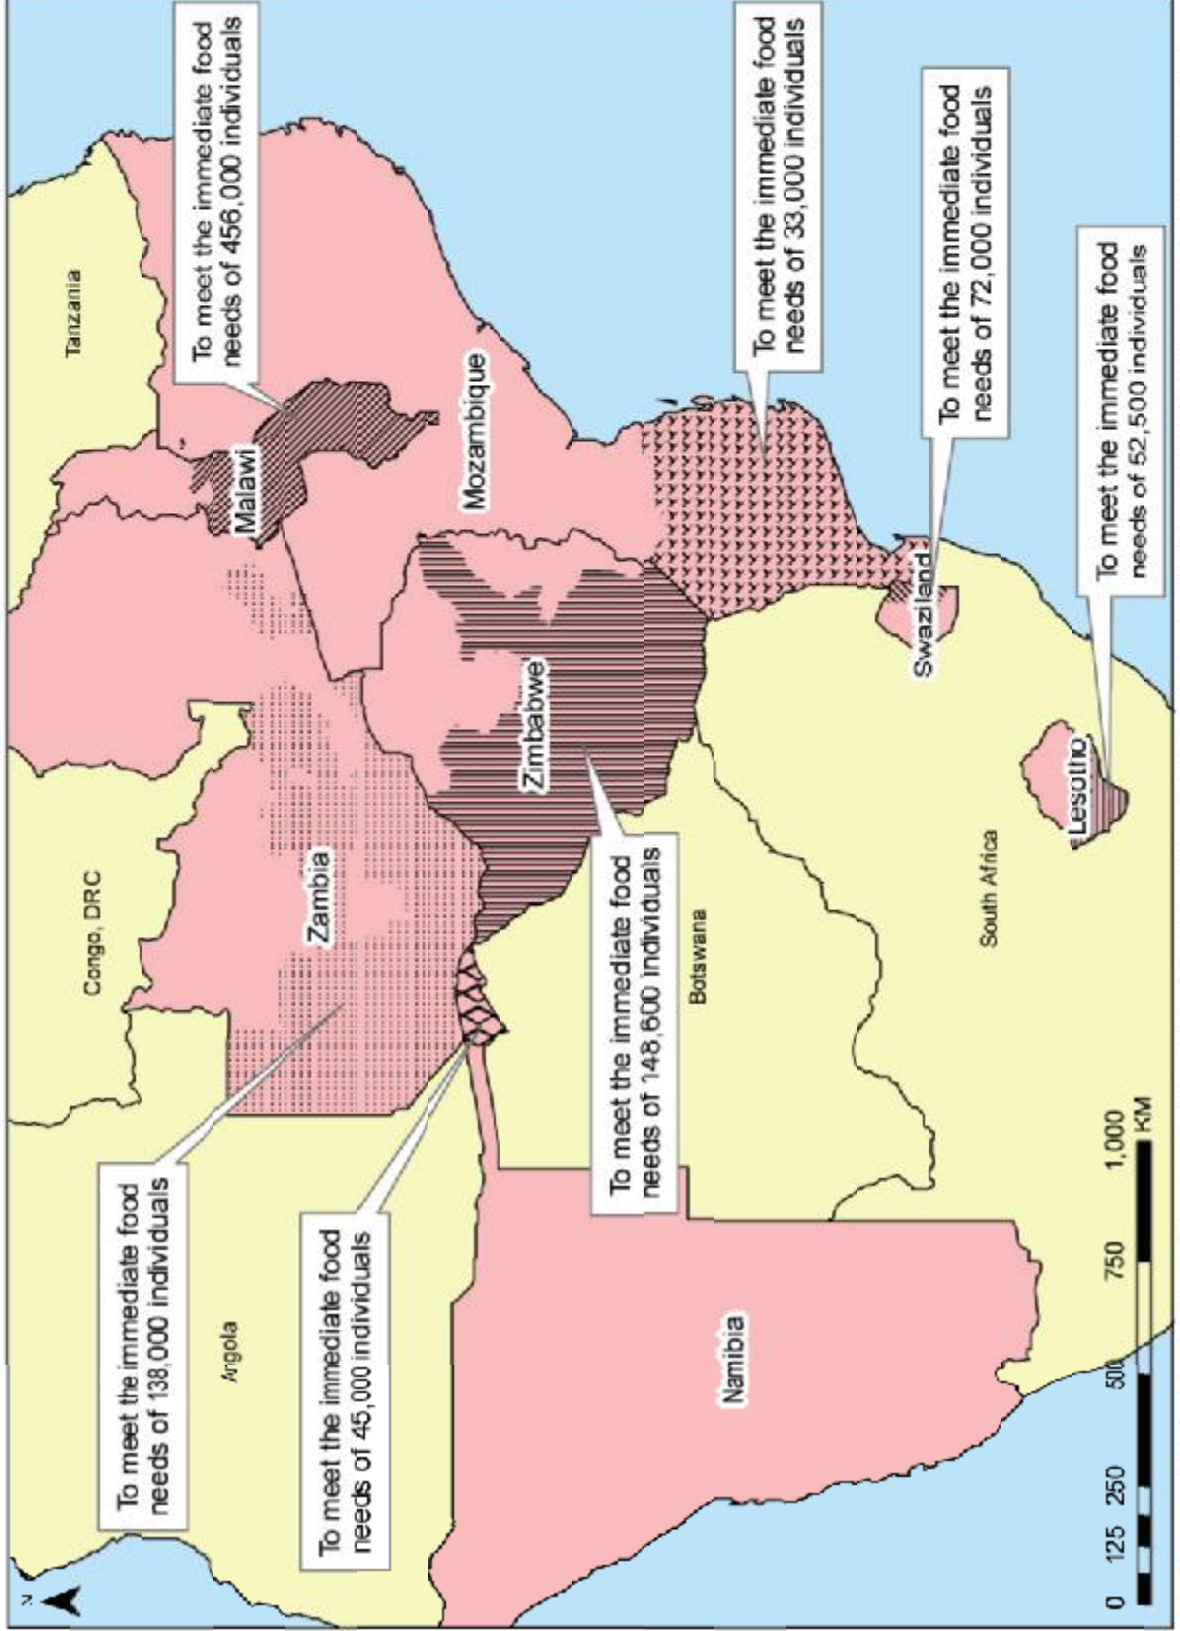 N
Tanzania
Congo, DRC
Angola
To meet the immediate food
needs of 456,000 individuals
To meet the immediate food
needs of 138,000 individuals
Malawi
Zambia
To meet the immediate food
needs of 45,000 individuals
Mozambique
Zimbabwe
To meet the immediate food
needs of 148,600 individuals
Botswana
Namibia
To meet the immediate food
needs of 33,000 individuals
Swaziland
To meet the immediate food
needs of 72,000 individuals
South Africa
Lesotho
To meet the immediate food
needs of 52,500 individuals
0 125 250 500 750 1,000
KM